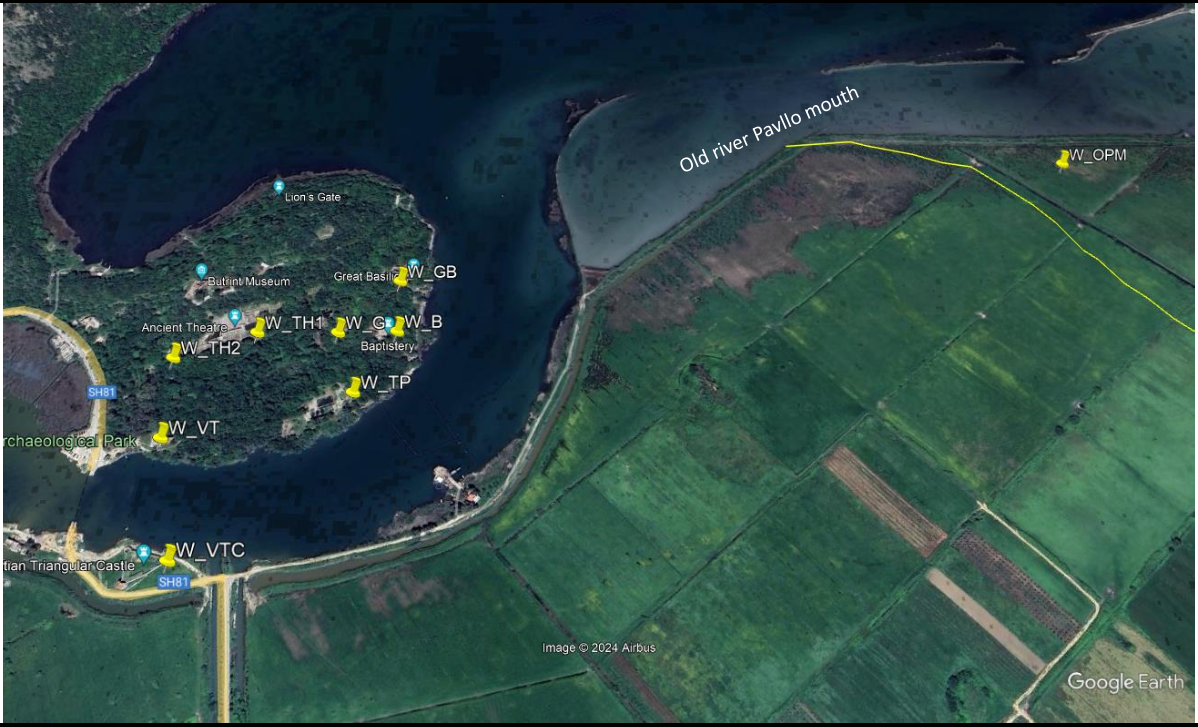 Old river Pavllo mouth
W_OPM
Lion's Gate
W_GB
Great Basilic
Butrint Museum
Ancient Theatre
W_TH1
W_G
W_B
W_TH2
Baptistery
W_TP
SH81
W_VT
rchaeological Park
W_VTC
tian Triangular Castle
SH81
Image © 2024 Airbus
Google Earth